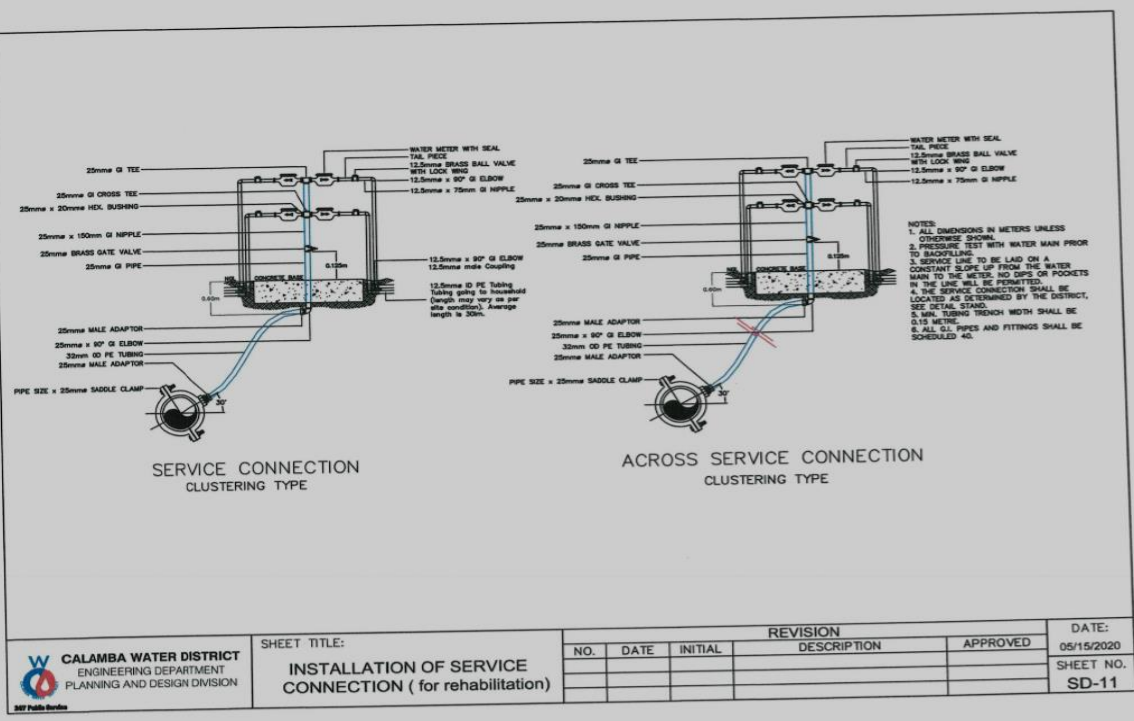 WATER METER WITH SEAL
TAIL PIECE
12.5mmø BRASS BALL VALVE
WITH LOCK WING
12.5mmø x 90° GI ELBOW
12.5mmø x 75mm GI NIPPLE
25mmø GI TEE
25mmø GI CROSS TEE
25mmø x 20mmø HEX. BUSHING
25mmø x 150mm GI NIPPLE
25mmø BRASS GATE VALVE
25mmø GI PIPE
0.125m
NGL
CONCRETE BASE
0.60m
12.5mmø x 90° GI ELBOW
12.5mmø male Coupling
12.5mmø ID PE Tubing
Tubing going to household
(length may vary as per
site condition). Average
length is 30lm.
25mmø MALE ADAPTOR
25mmø x 90° GI ELBOW
32mm OD PE TUBING
25mmø MALE ADAPTOR
PIPE SIZE x 25mmø SADDLE CLAMP
30°
SERVICE CONNECTION
CLUSTERING TYPE
WATER METER WITH SEAL
TAIL PIECE
12.5mmø BRASS BALL VALVE
WITH LOCK WING
12.5mmø x 90° GI ELBOW
12.5mmø x 75mm GI NIPPLE
25mmø GI TEE
25mmø GI CROSS TEE
25mmø x 20mmø HEX. BUSHING
25mmø x 150mm GI NIPPLE
25mmø BRASS GATE VALVE
25mmø GI PIPE
0.125m
NGL
CONCRETE BASE
0.60m
25mmø MALE ADAPTOR
25mmø x 90° GI ELBOW
32mm OD PE TUBING
25mmø MALE ADAPTOR
PIPE SIZE x 25mmø SADDLE CLAMP
30°
ACROSS SERVICE CONNECTION
CLUSTERING TYPE
NOTES:
1. ALL DIMENSIONS IN METERS UNLESS
OTHERWISE SHOWN.
2. PRESSURE TEST WITH WATER MAIN PRIOR
TO BACKFILLING.
3. SERVICE LINE TO BE LAID ON A
CONSTANT SLOPE UP FROM THE WATER
MAIN TO THE METER. NO DIPS OR POCKETS
IN THE LINE WILL BE PERMITTED.
4. THE SERVICE CONNECTION SHALL BE
LOCATED AS DETERMINED BY THE DISTRICT,
SEE DETAIL STAND.
5. MIN. TUBING TRENCH WIDTH SHALL BE
0.15 METRE.
6. ALL G.I. PIPES AND FITTINGS SHALL BE
SCHEDULED 40.
CALAMBA WATER DISTRICT
ENGINEERING DEPARTMENT
PLANNING AND DESIGN DIVISION
24/7 Public Service
SHEET TITLE:
INSTALLATION OF SERVICE
CONNECTION ( for rehabilitation)
REVISION
NO. DATE INITIAL DESCRIPTION APPROVED
DATE:
05/15/2020
SHEET NO.
SD-11